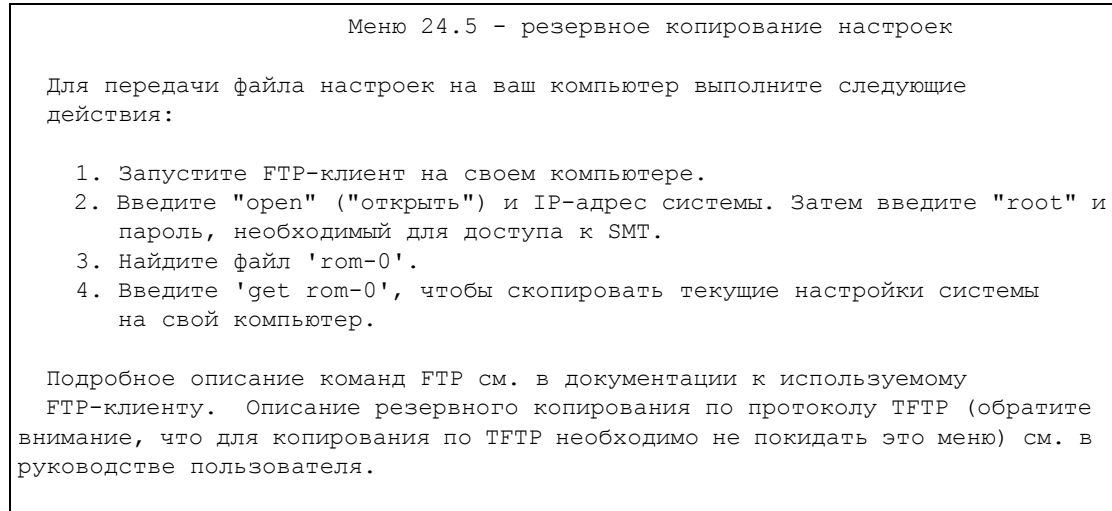 Меню 24.5 - резервное копирование настроек
Для передачи файла настроек на ваш компьютер выполните следующие
действия:
1. Запустите FTP-клиент на своем компьютере.
2. Введите "open" ("открыть") и IP-адрес системы. Затем введите "root" и
пароль, необходимый для доступа к SMT.
3. Найдите файл 'rom-0'.
4. Введите 'get rom-0', чтобы скопировать текущие настройки системы
на свой компьютер.
Подробное описание команд FTP см. в документации к используемому
FTP-клиенту. Описание резервного копирования по протоколу TFTP (обратите
внимание, что для копирования по TFTP необходимо не покидать это меню) см. в
руководстве пользователя.